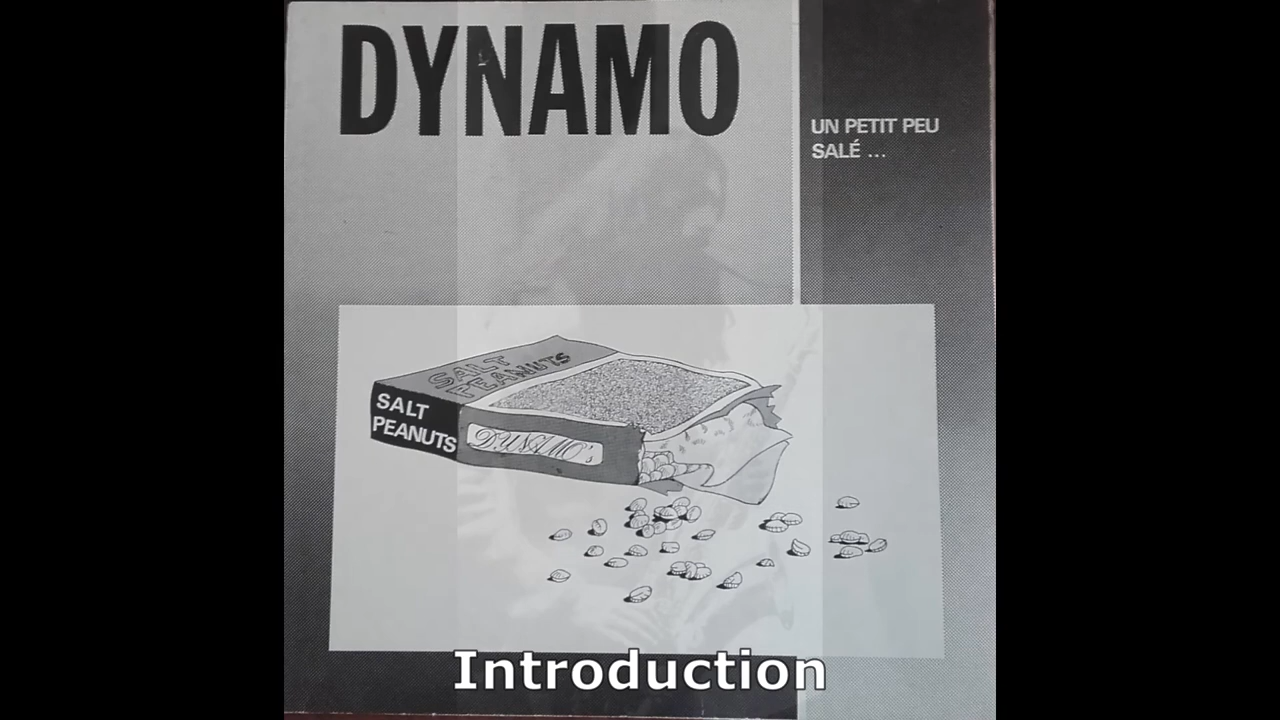 DYNAMO
UN PETIT PEU
SALÉ ...
SALT
PEANUTS
SALT
PEANUTS
DYNAMO's
Introduction